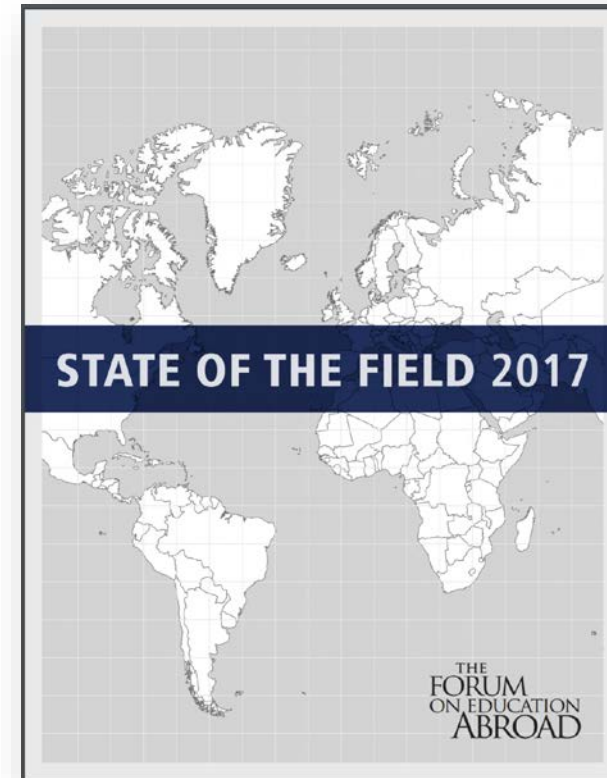 STATE OF THE FIELD 2017
THE
FORUM
ON EDUCATION
ABROAD